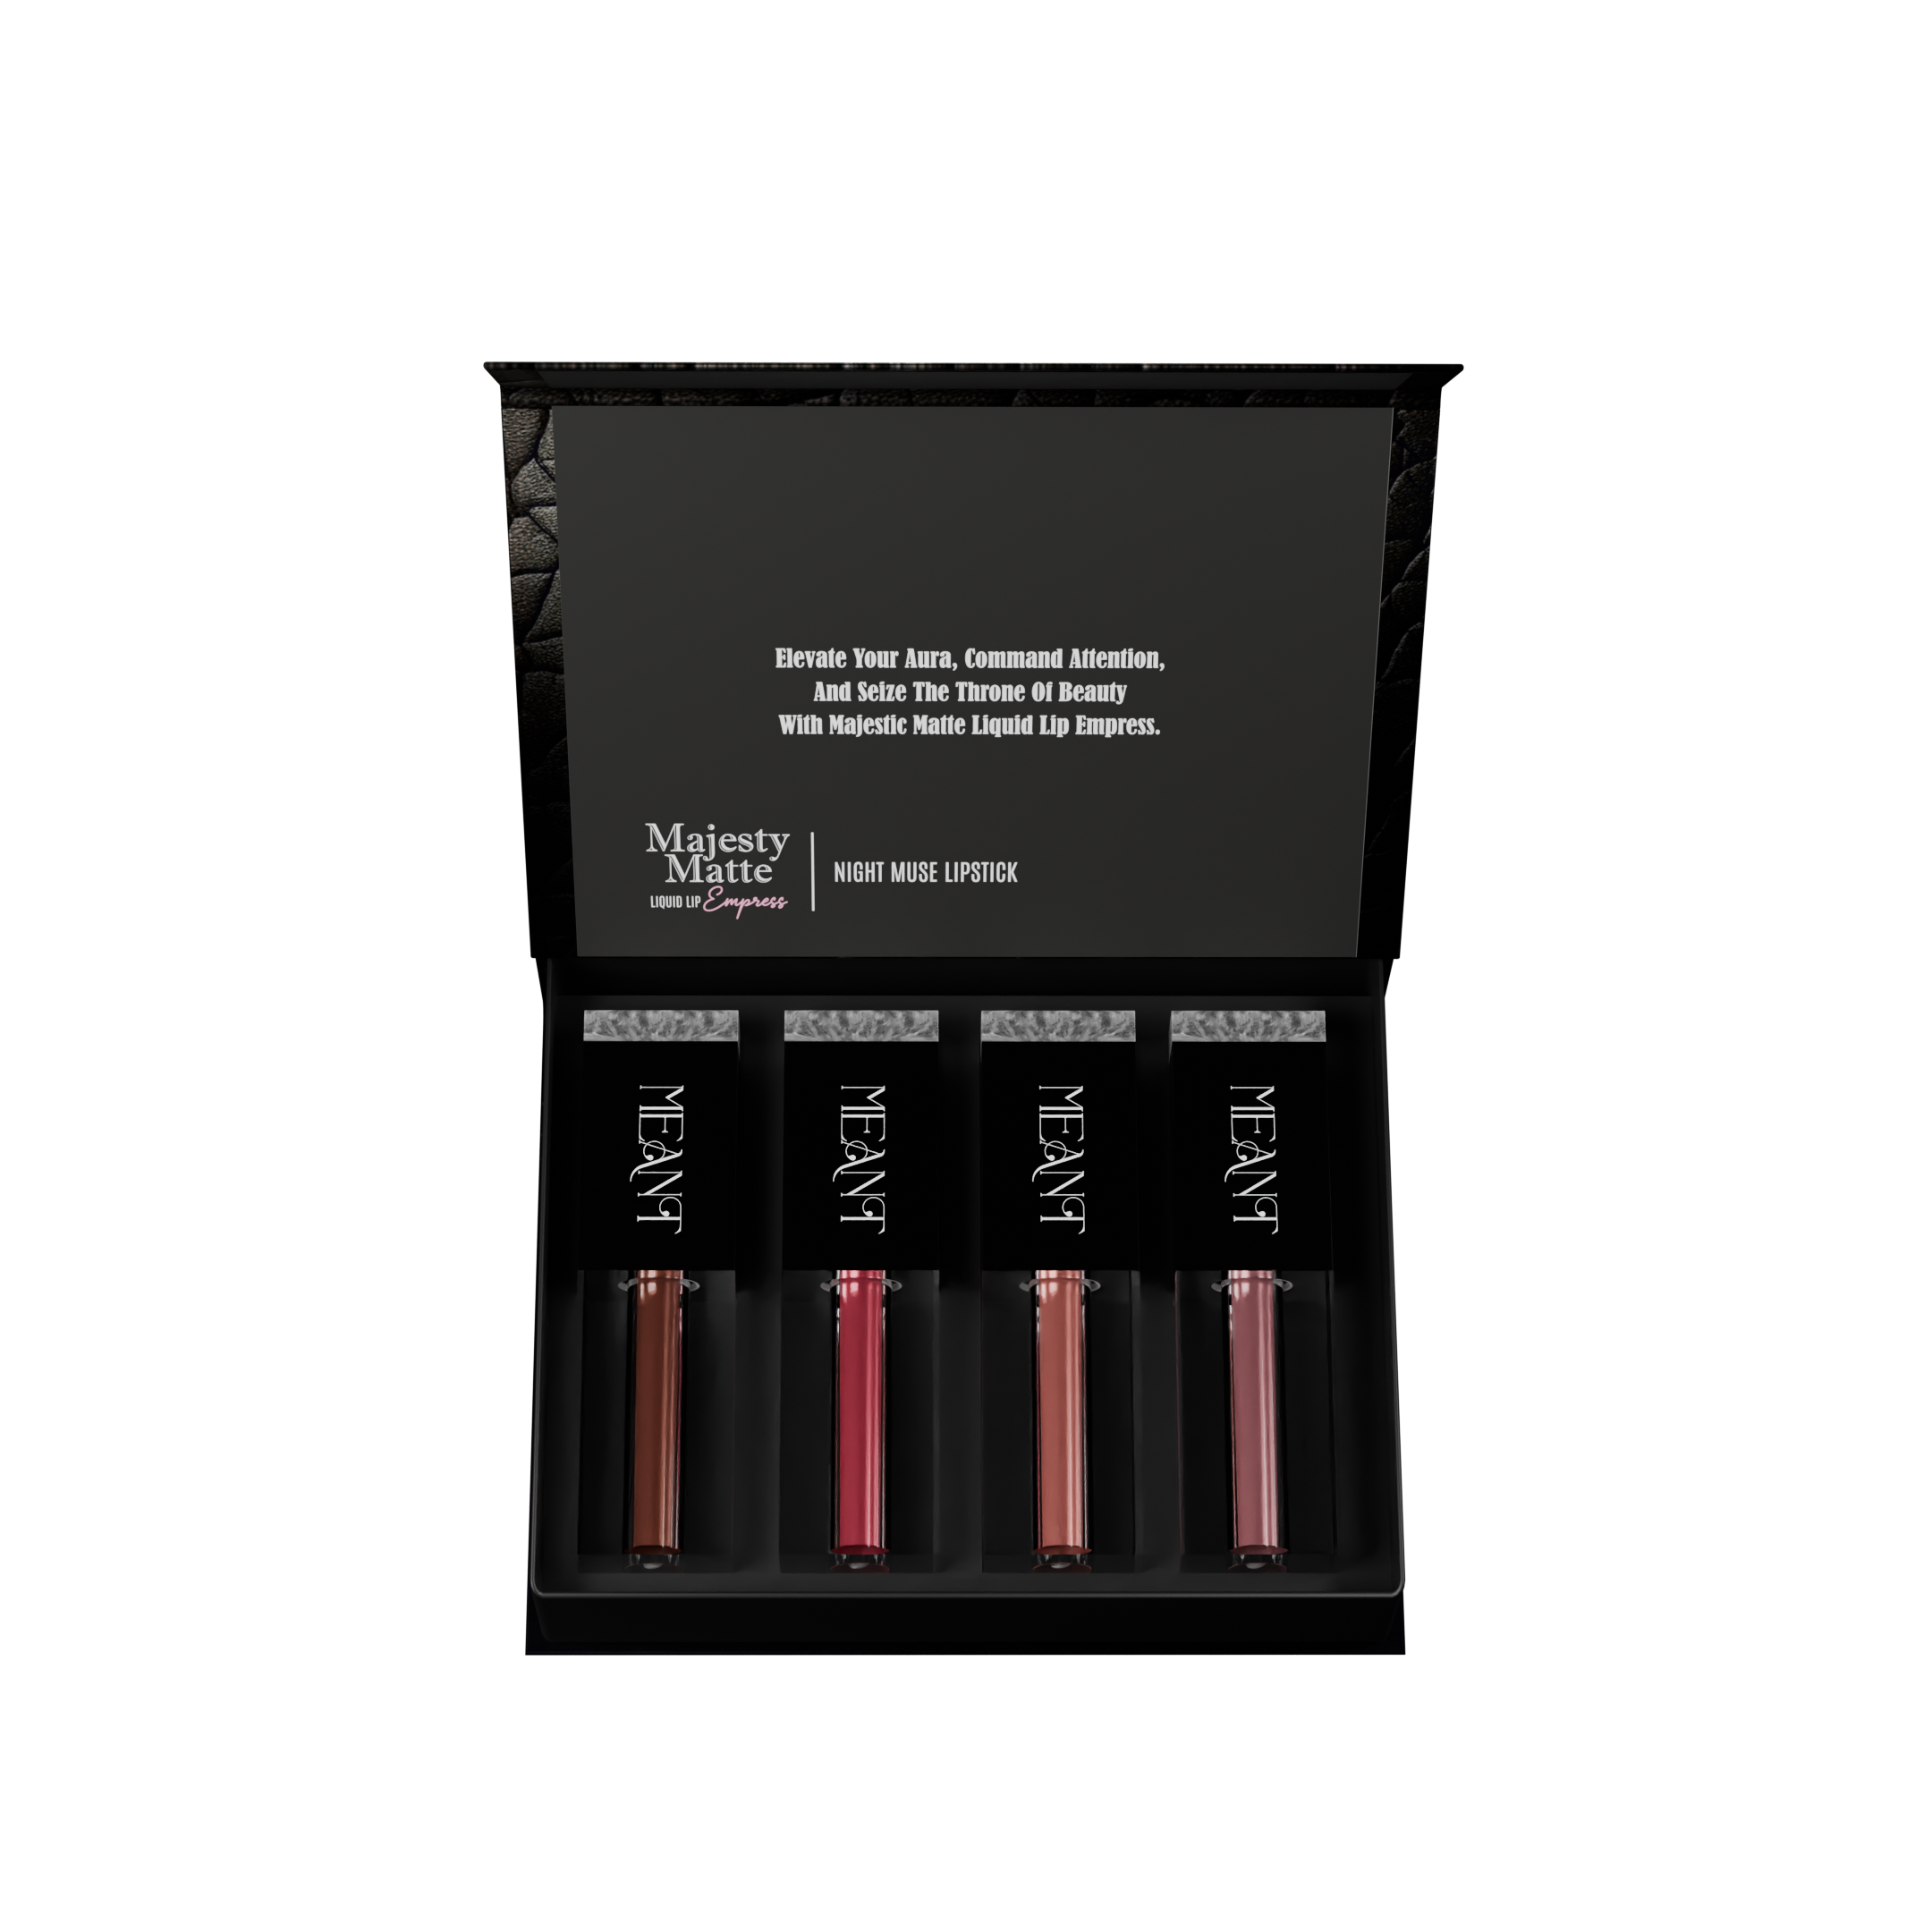 Elevate Your Aura, Command Attention,
And Seize The Throne Of Beauty
With Majestic Matte Liquid Lip Empress.
Majesty
Matte
LIQUID LIP Empress
NIGHT MUSE LIPSTICK
MEANT
MEANT
MEANT
MEANT